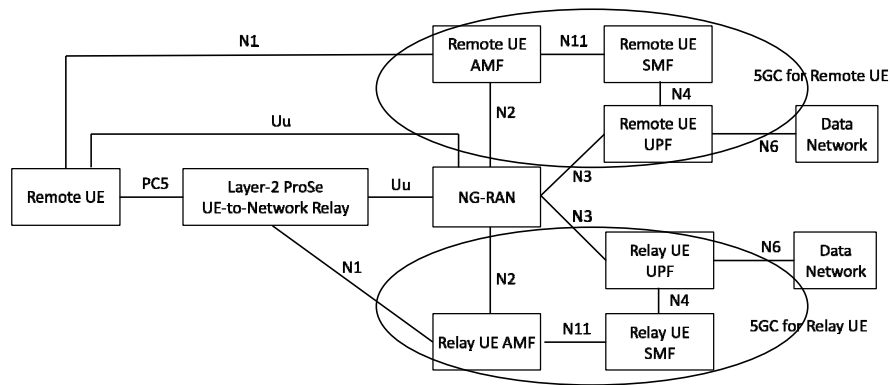 N1
Remote UE
AMF
N11
Remote UE
SMF
5GC for Remote UE
N4
N2
Uu
Remote UE
UPF
N6
Data
Network
N3
Remote UE
PC5
Layer-2 ProSe
UE-to-Network Relay
Uu
NG-RAN
N3
N1
N2
Relay UE
UPF
N6
Data
Network
N4
5GC for Relay UE
Relay UE AMF
N11
Relay UE
SMF